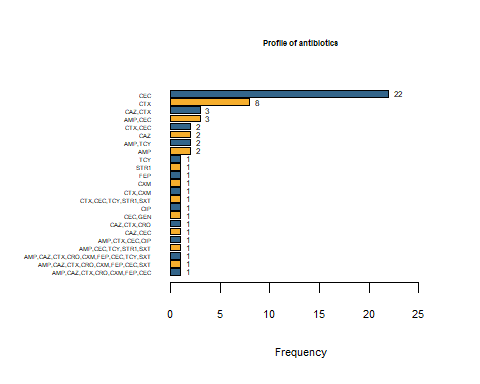 Profile of antibiotics
CEC 22
CTX 8
CAZ,CTX 3
AMP,CEC 3
CTX,CEC 2
CAZ 2
AMP,TCY 2
AMP 2
TCY 1
STR1 1
FEP 1
CXM 1
CTX,CXM 1
CTX,CEC,TCY,STR1,SXT 1
CIP 1
CEC,GEN 1
CAZ,CTX,CRO 1
CAZ,CEC 1
AMP,CTX,CEC,CIP 1
AMP,CEC,TCY,STR1,SXT 1
AMP,CAZ,CTX,CRO,CXM,FEP,CEC,TCY,SXT 1
AMP,CAZ,CTX,CRO,CXM,FEP,CEC,SXT 1
AMP,CAZ,CTX,CRO,CXM,FEP,CEC 1
0 5 10 15 20 25
Frequency